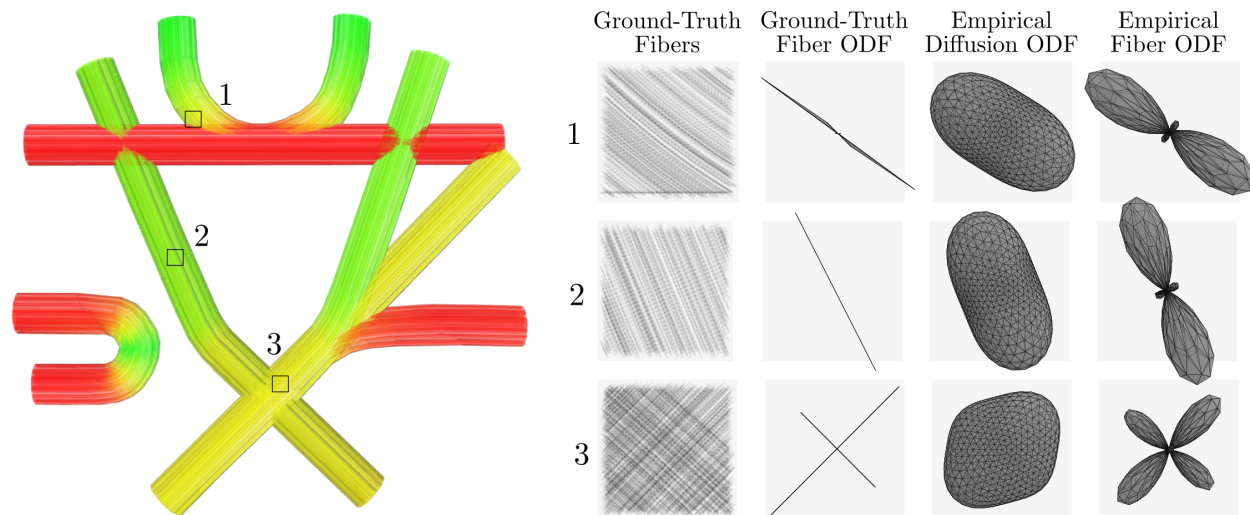 Ground-Truth
Fibers
Ground-Truth
Fiber ODF
Empirical
Diffusion ODF
Empirical
Fiber ODF
1
2
3
1
2
3